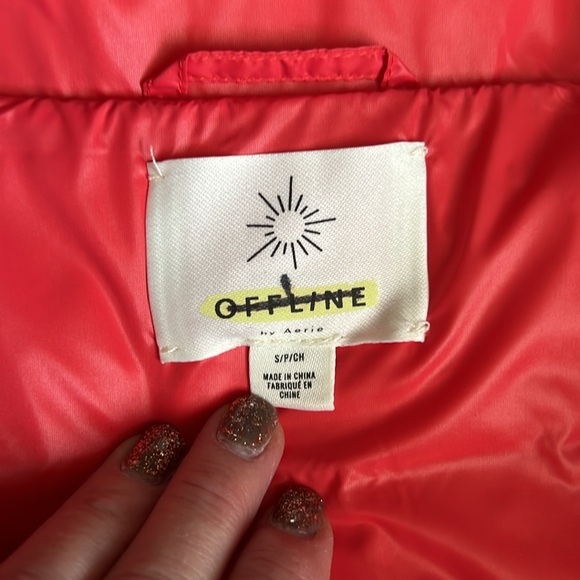 OFFLINE
by Aerie
S/P/CH
MADE IN CHINA
FABRIQUÉ EN
CHINE